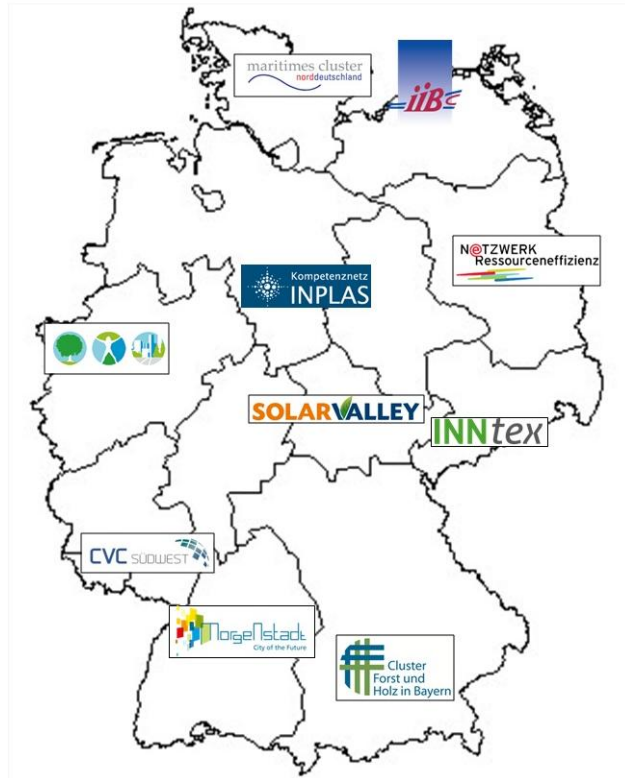 maritimes cluster
norddeutschland
iiBc
N@TZWERK
Ressourceneffizienz
Kompetenznetz
INPLAS
SOLARVALLEY
INNtex
CVC SÜDWEST
MorgeNstadt
City of the Future
Cluster
Forst und
Holz in Bayern